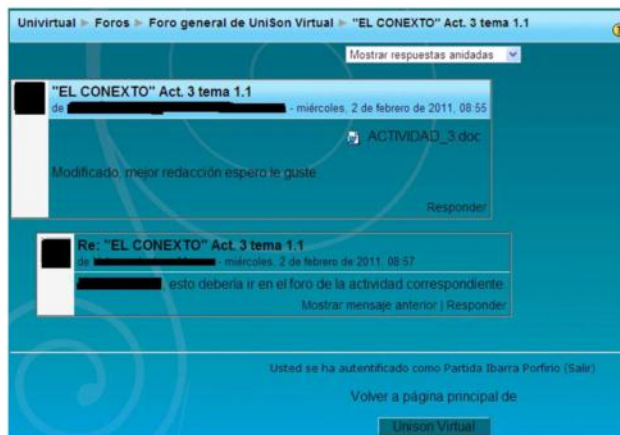 Univirtual ► Foros ► Foro general de UniSon Virtual ► "EL CONEXTO" Act. 3 tema 1.1
Mostrar respuestas anidadas
"EL CONEXTO" Act. 3 tema 1.1
de - miércoles, 2 de febrero de 2011, 08:55
ACTIVIDAD_3.doc
Modificado, mejor redacción espero le guste
Responder
Re: "EL CONEXTO" Act. 3 tema 1.1
de - miércoles, 2 de febrero de 2011, 08:57
, esto debería ir en el foro de la actividad correspondiente.
Mostrar mensaje anterior | Responder
Usted se ha autentificado como Partida Ibarra Porfirio (Salir)
Volver a página principal de
Unison Virtual